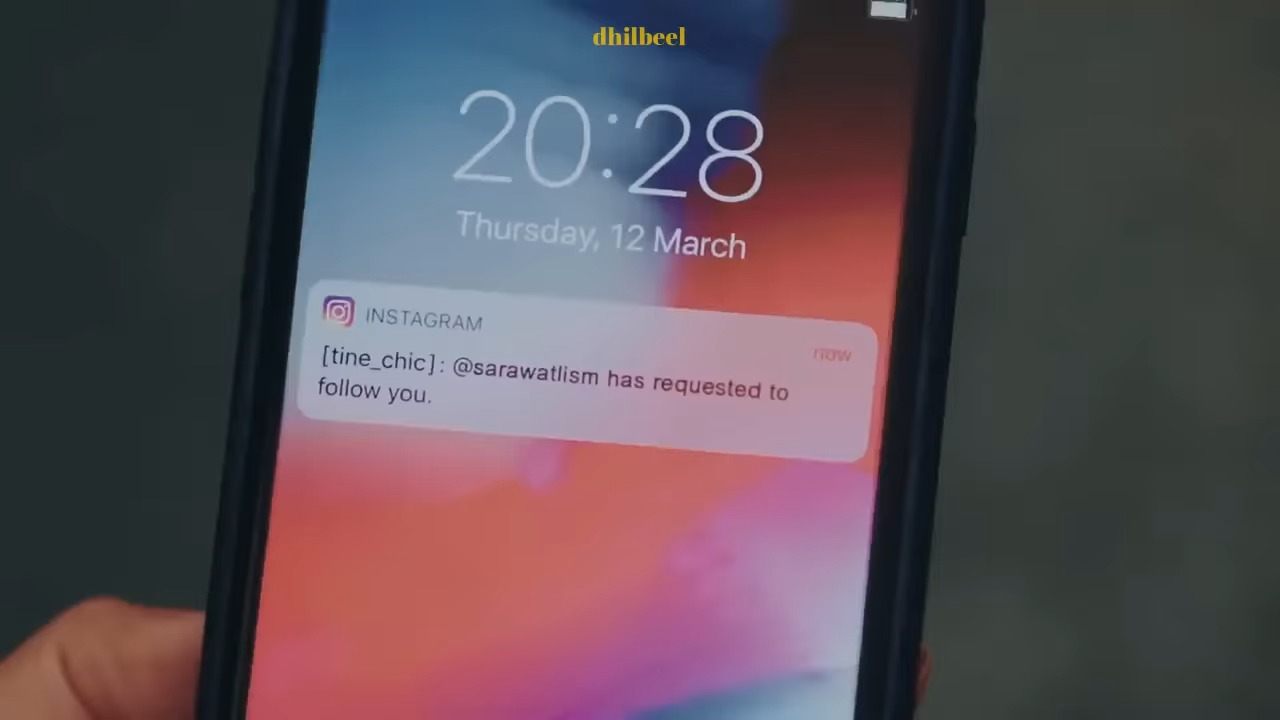 dhilbeel
20:28
Thursday, 12 March
INSTAGRAM
now
[tine_chic]: @sarawatlism has requested to
follow you.